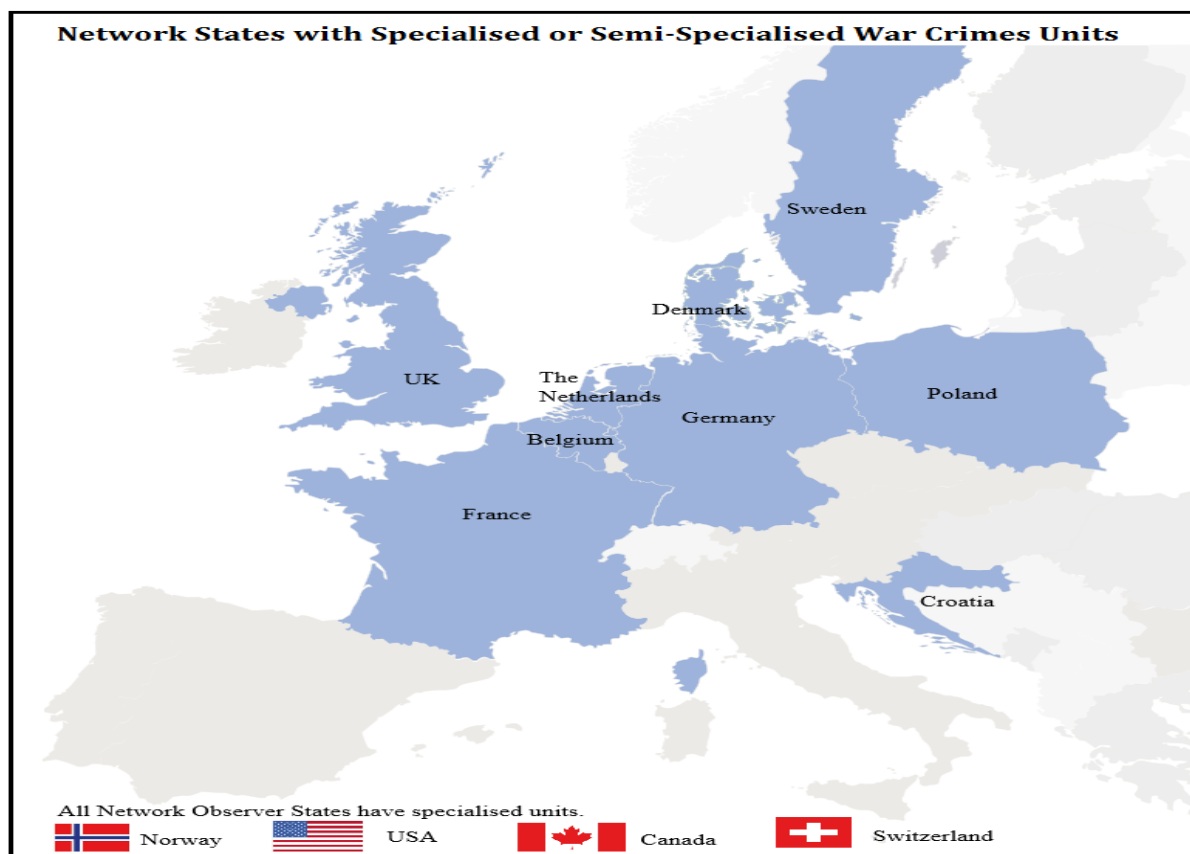 Network States with Specialised or Semi-Specialised War Crimes Units
Sweden
Denmark
UK
The
Netherlands
Poland
Germany
Belgium
France
Croatia
All Network Observer States have specialised units.
Norway
USA
Canada
Switzerland